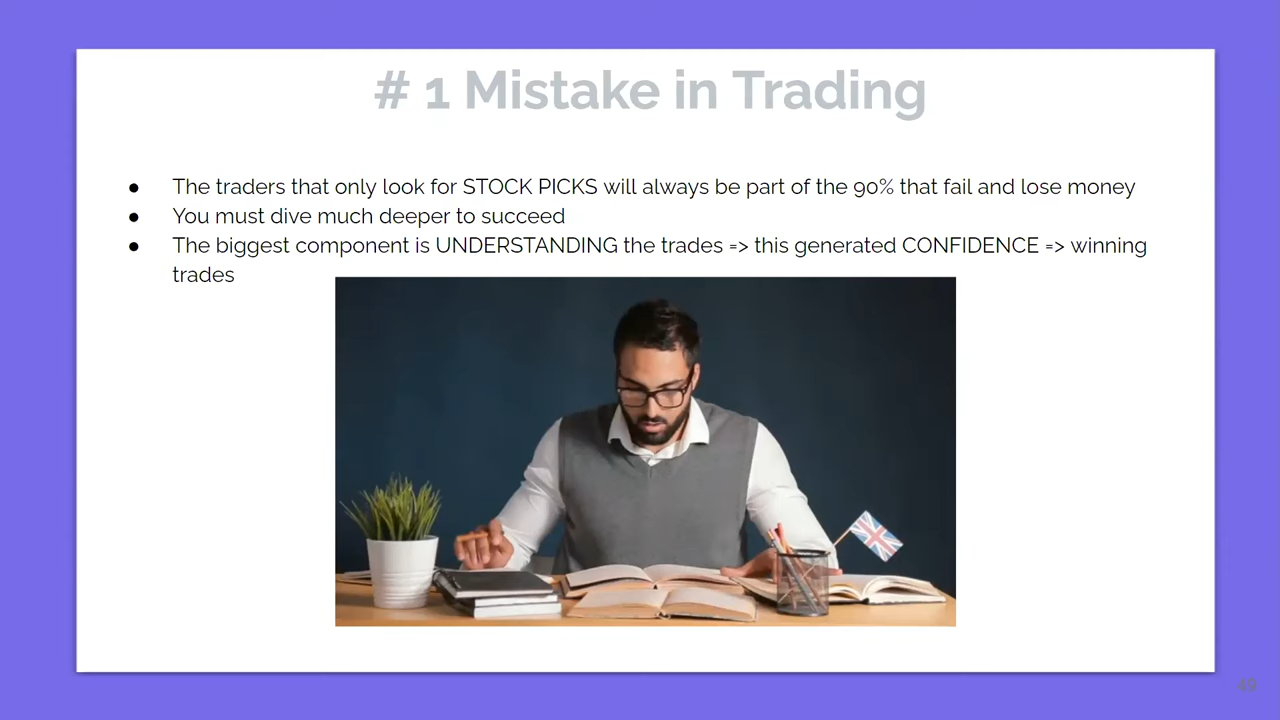 # 1 Mistake in Trading
● The traders that only look for STOCK PICKS will always be part of the 90% that fail and lose money
● You must dive much deeper to succeed
● The biggest component is UNDERSTANDING the trades => this generated CONFIDENCE => winning
trades
49